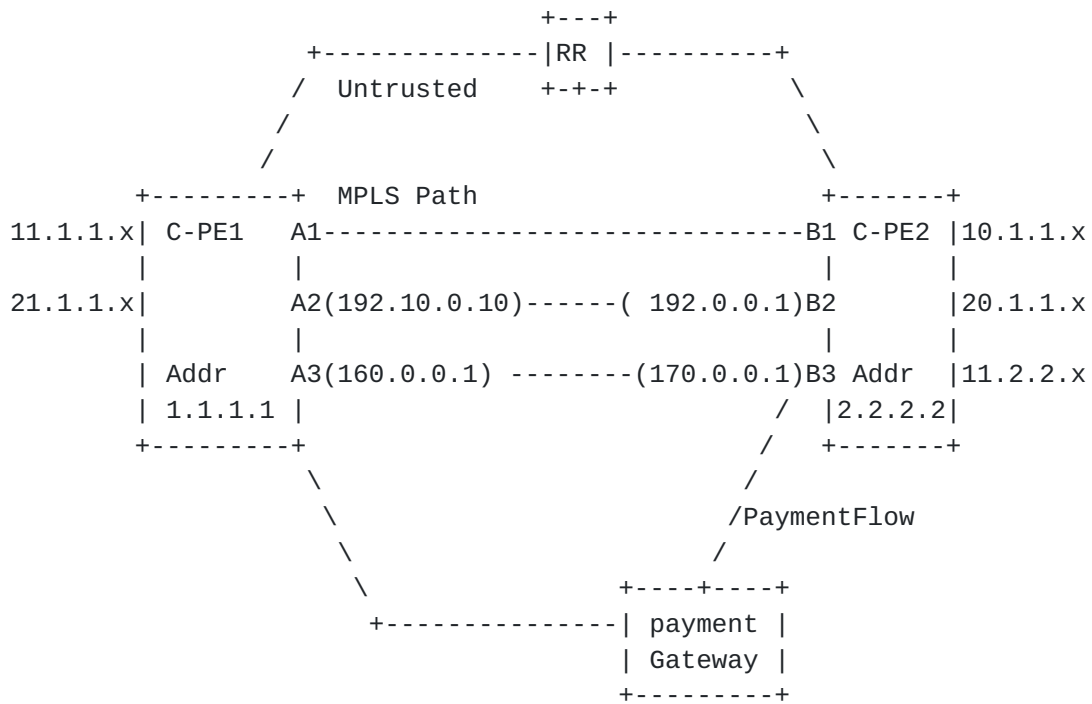 +---+
+--------------|RR |----------+
/  Untrusted    +-+-+           \
/                                  \
/                                    \
+---------+  MPLS Path                      +-------+
11.1.1.x| C-PE1   A1-------------------------------B1 C-PE2 |10.1.1.x
|         |                                  |       |
21.1.1.x|         A2(192.10.0.10)------( 192.0.0.1)B2       |20.1.1.x
|         |                                  |       |
| Addr    A3(160.0.0.1) --------(170.0.0.1)B3 Addr  |11.2.2.x
| 1.1.1.1 |                               /  |2.2.2.2|
+---------+                              /   +-------+
\                            /
\                          /PaymentFlow
\                        /
\                +----+----+
+---------------| payment |
| Gateway |
+---------+